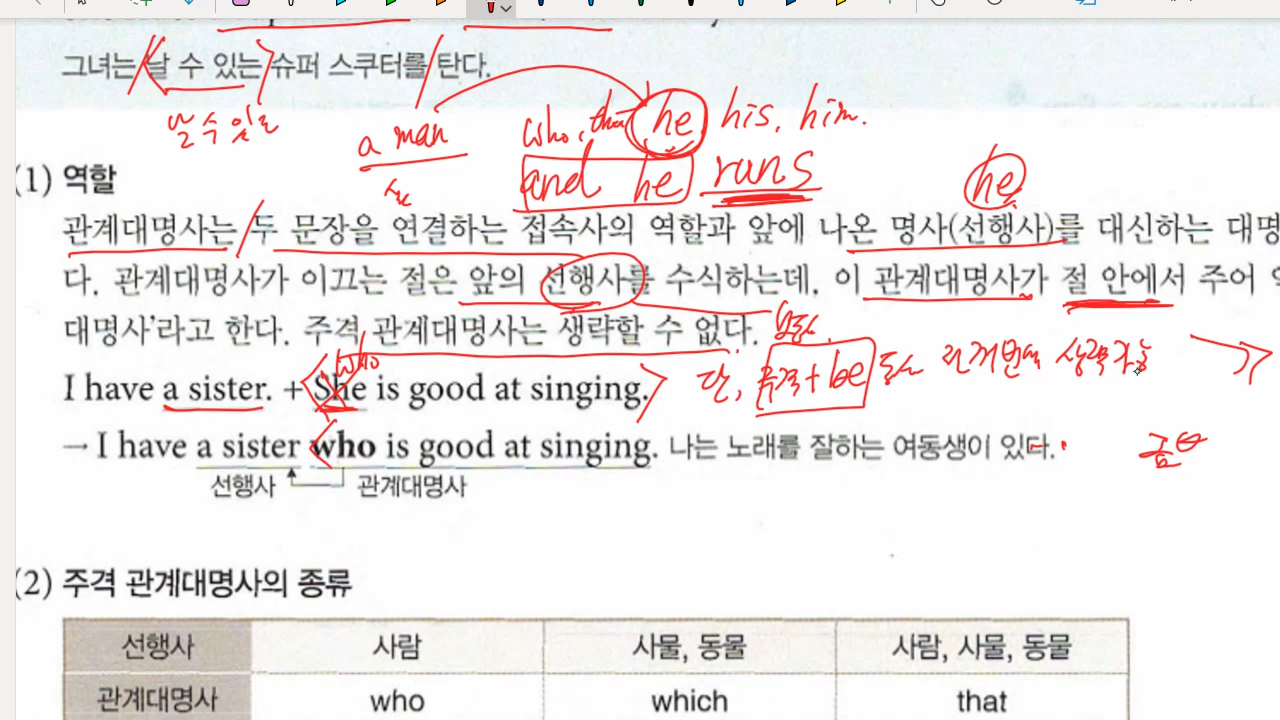 그녀는 날 수 있는 슈퍼 스쿠터를 탄다.
날 수 있는
a man
who, that he his, him.
and he runs
he
(1) 역할
관계대명사는 두 문장을 연결하는 접속사의 역할과 앞에 나온 명사(선행사)를 대신하는 대명
다. 관계대명사가 이끄는 절은 앞의 선행사를 수식하는데, 이 관계대명사가 절 안에서 주어
대명사'라고 한다. 주격 관계대명사는 생략할 수 없다.
who
I have a sister. + She is good at singing.
단, 주격 + be 동사 생략가능
→ I have a sister who is good at singing. 나는 노래를 잘하는 여동생이 있다.
선행사 관계대명사
(2) 주격 관계대명사의 종류
선행사 사람 사물, 동물 사람, 사물, 동물
관계대명사 who which that